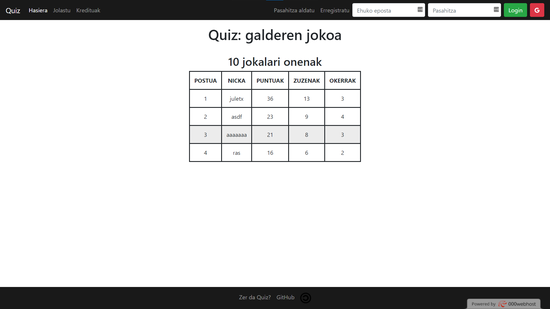 Quiz Hasiera Jolastu Kredituak Pasahitza aldatu Erregistratu Ehuko eposta Pasahitza Login G
Quiz: galderen jokoa
10 jokalari onenak
POSTUA NICKA PUNTUAK ZUZENAK OKERRAK
1 juletx 36 13 3
2 asdf 23 9 4
3 aaaaaaa 21 8 3
4 ras 16 6 2
Zer da Quiz? GitHub
Powered by 000webhost